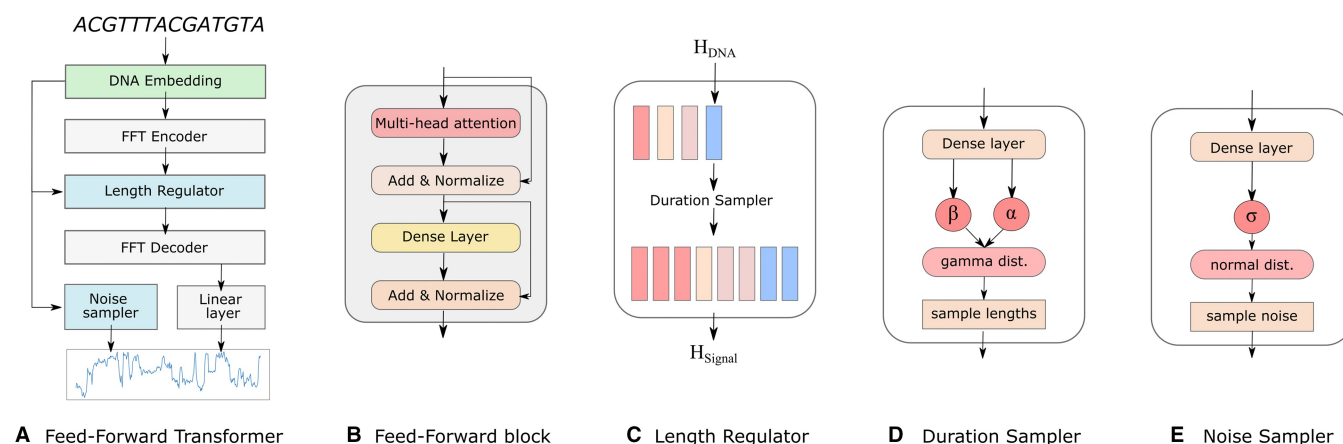 ACGTTTACGATGTA
DNA Embedding
FFT Encoder
Length Regulator
FFT Decoder
Noise
sampler
Linear
layer
A Feed-Forward Transformer
Multi-head attention
Add & Normalize
Dense Layer
Add & Normalize
B Feed-Forward block
H_DNA
Duration Sampler
H_Signal
C Length Regulator
Dense layer
β α
gamma dist.
sample lengths
D Duration Sampler
Dense layer
σ
normal dist.
sample noise
E Noise Sampler